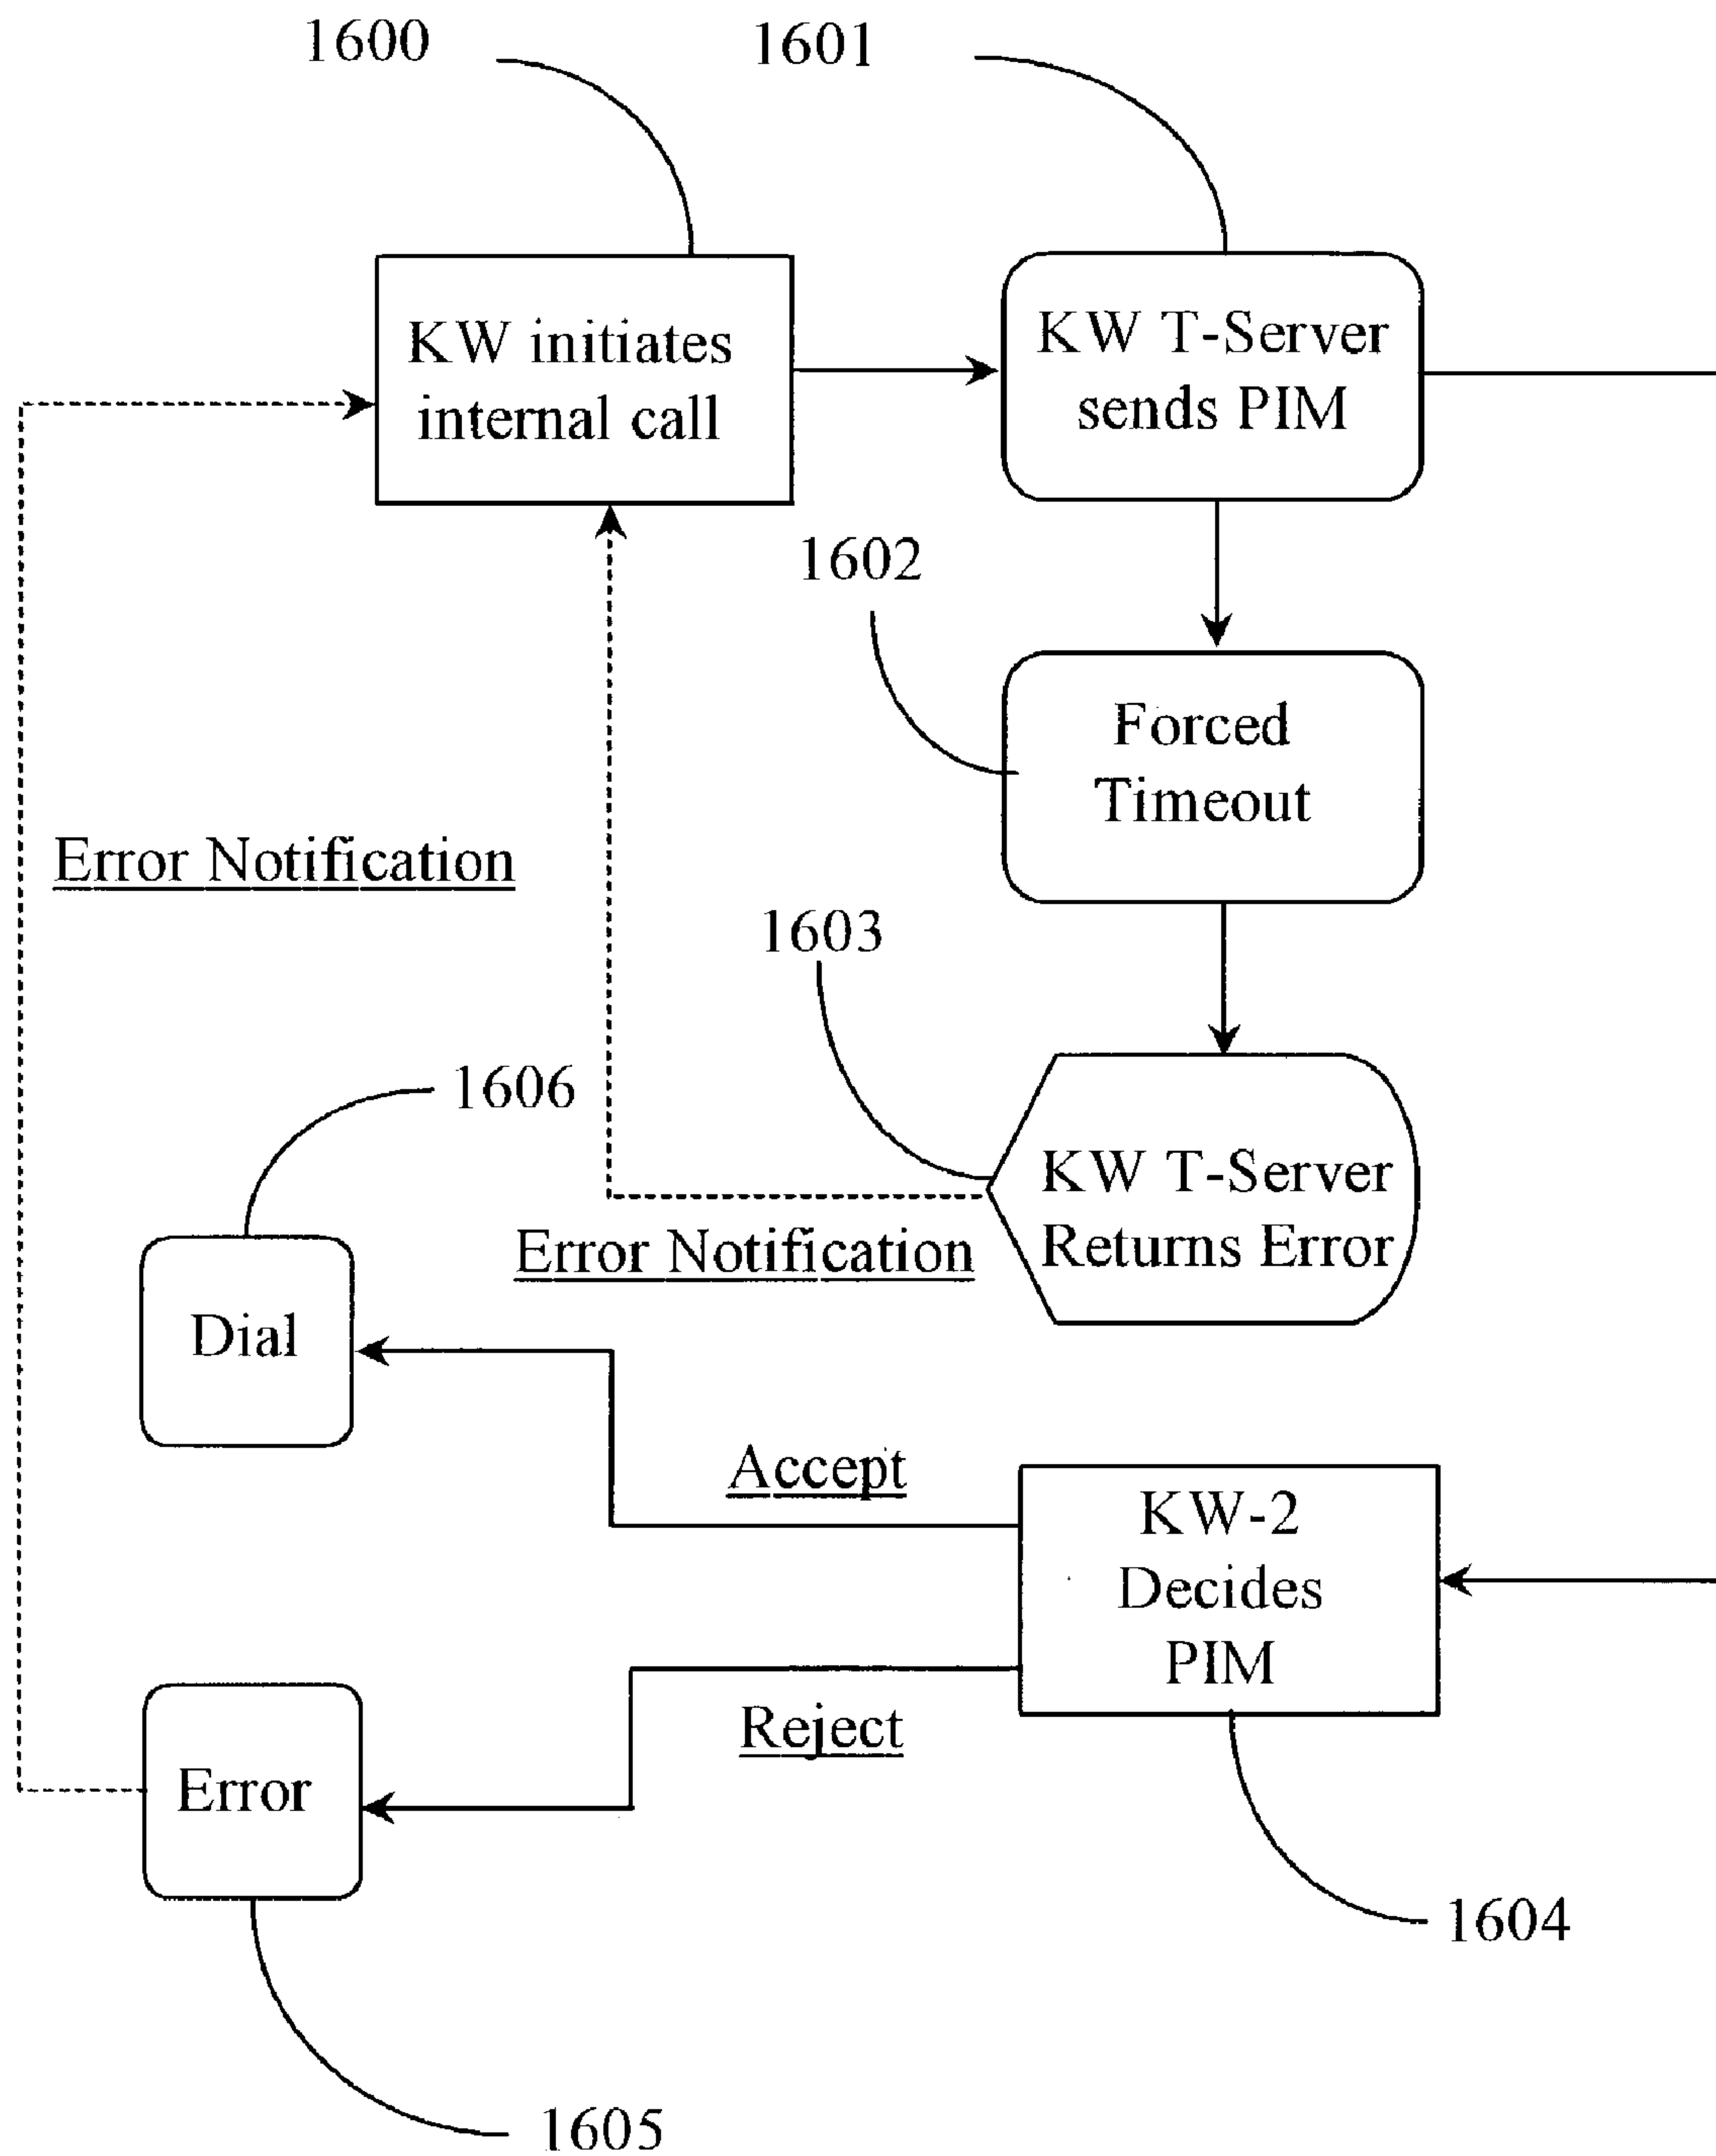 1600
1601
KW initiates
internal call
KW T-Server
sends PIM
1602
Forced
Timeout
Error Notification
1603
1606
KW T-Server
Returns Error
Error Notification
Dial
Accept
KW-2
Decides
PIM
Reject
Error
1604
1605